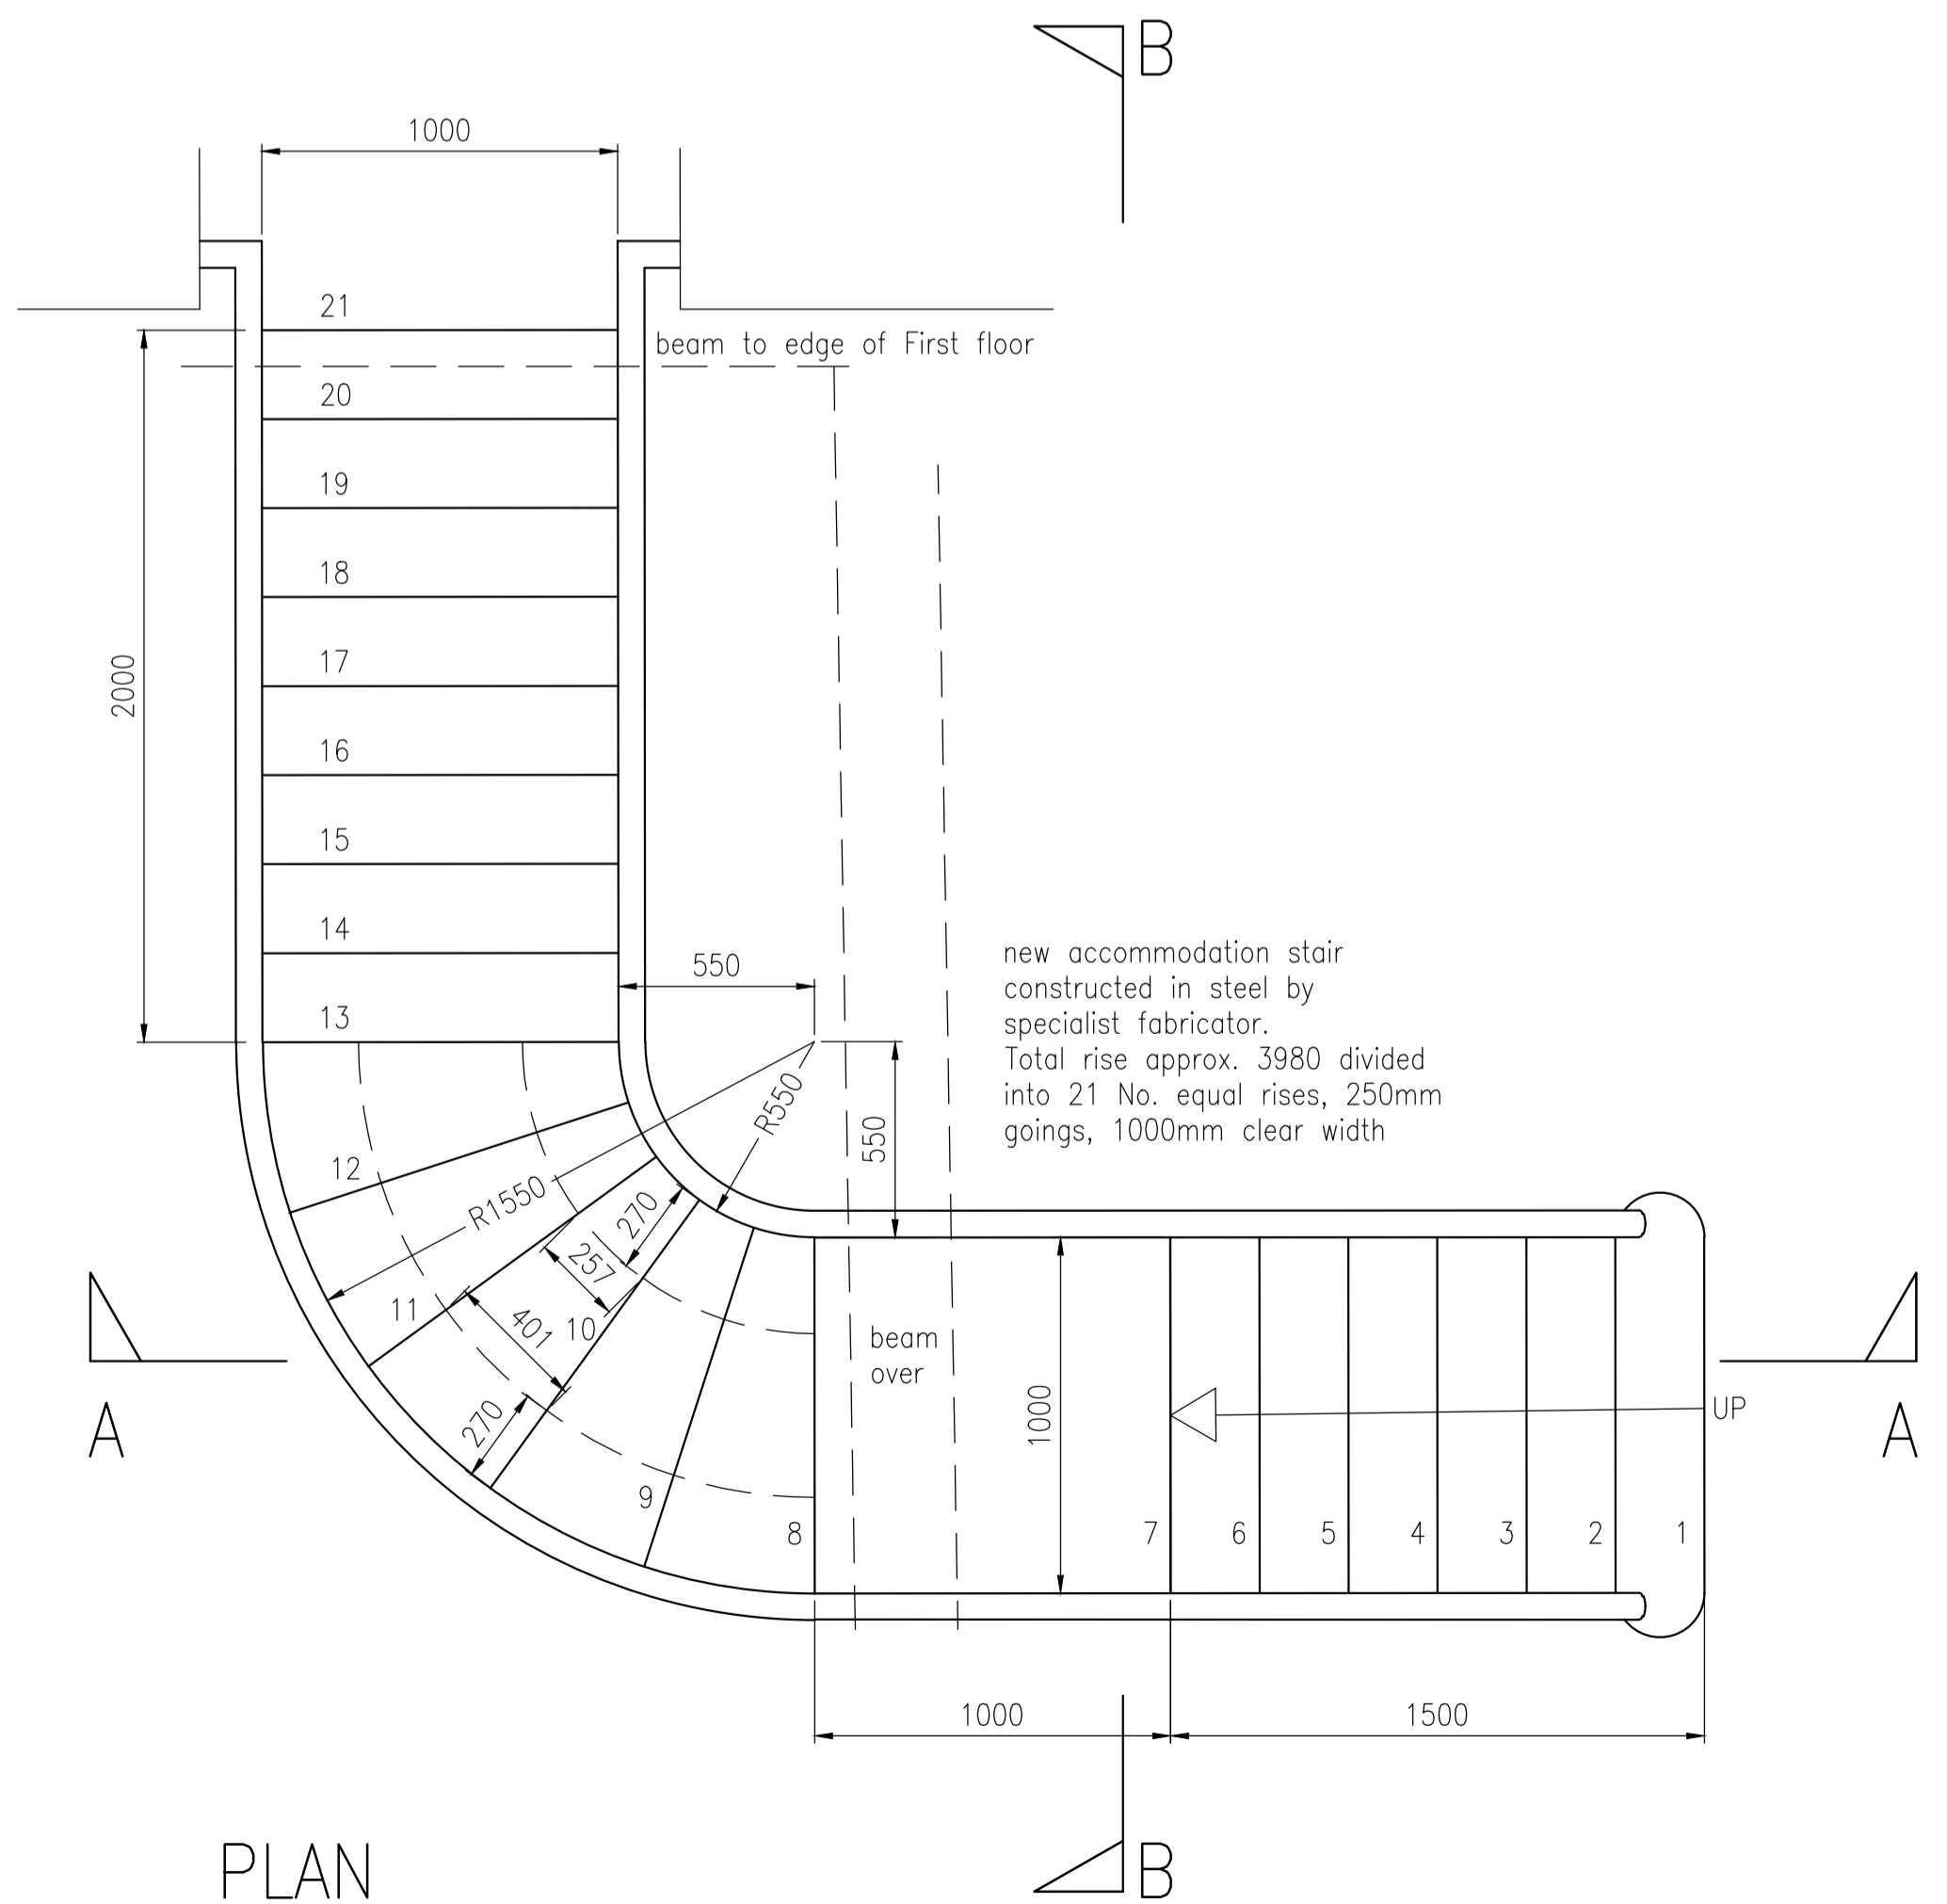 B
1000
21
beam to edge of First floor
20
19
18
17
2000
16
15
14
13
550
new accommodation stair
constructed in steel by
specialist fabricator.
Total rise approx. 3980 divided
into 21 No. equal rises, 250mm
goings, 1000mm clear width
R550
550
12
R1550
270
257
11
401
10
beam
over
270
1000
UP
A
A
9
8
7
6
5
4
3
2
1
1000
1500
PLAN
B